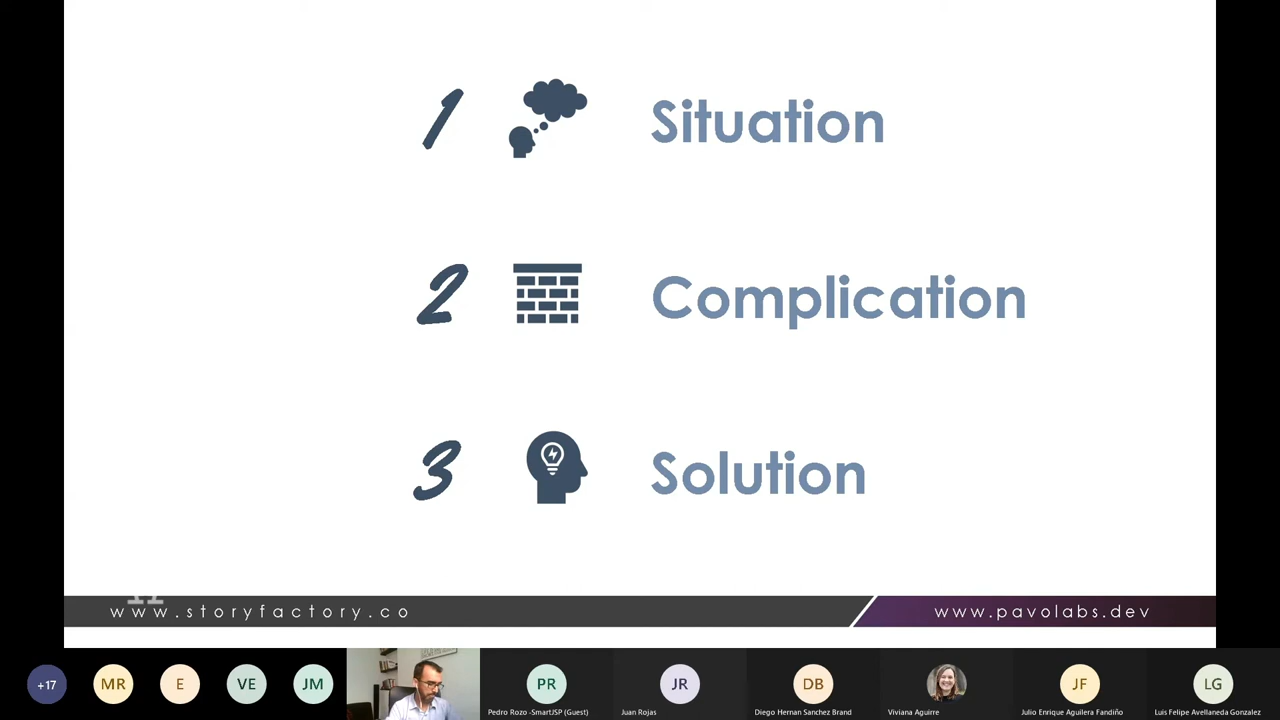 1 Situation
2 Complication
3 Solution
www.storyfactory.co
www.pavolabs.dev
+17
MR
E
VE
JM
PR
JR
DB
JF
LG
Pedro Rozo -SmartJSP (Guest)
Juan Rojas
Diego Hernan Sanchez Brand
Viviana Aguirre
Julio Enrique Aguilera Fandiño
Luis Felipe Avellaneda Gonzalez